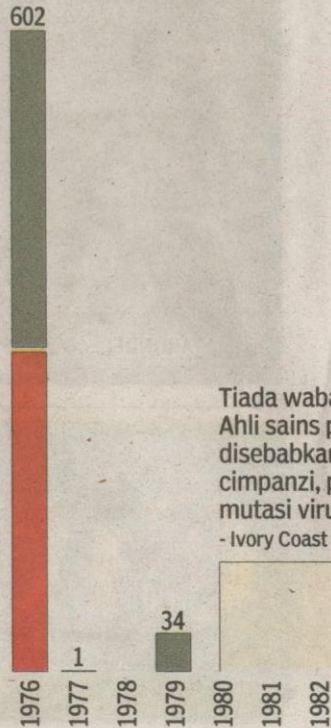 602
Tiada waba
Ahli sains p
disebabkan
cimpanzi, p
mutasi viru
- Ivory Coast
34
1
1976
1977
1978
1979
1980
1981
1982